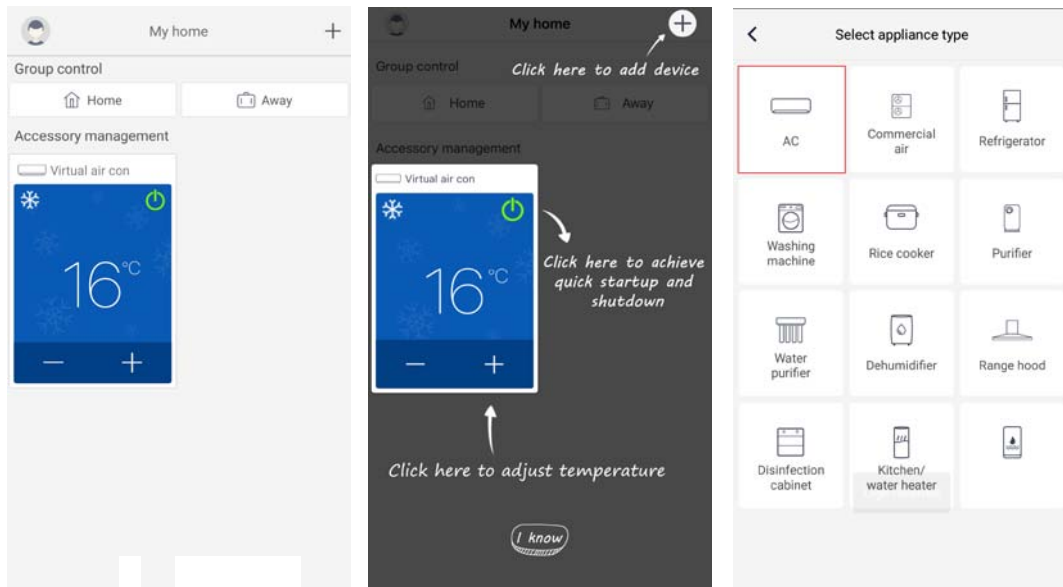 My home
Group control
Home
Away
Accessory management
Virtual air con
16°C
My home
Click here to add device
Group control
Home
Away
Accessory management
Virtual air con
16°C
Click here to achieve
quick startup and
shutdown
Click here to adjust temperature
I know
Select appliance type
AC
Commercial
air
Refrigerator
Washing
machine
Rice cooker
Purifier
Water
purifier
Dehumidifier
Range hood
Disinfection
cabinet
Kitchen/
water heater